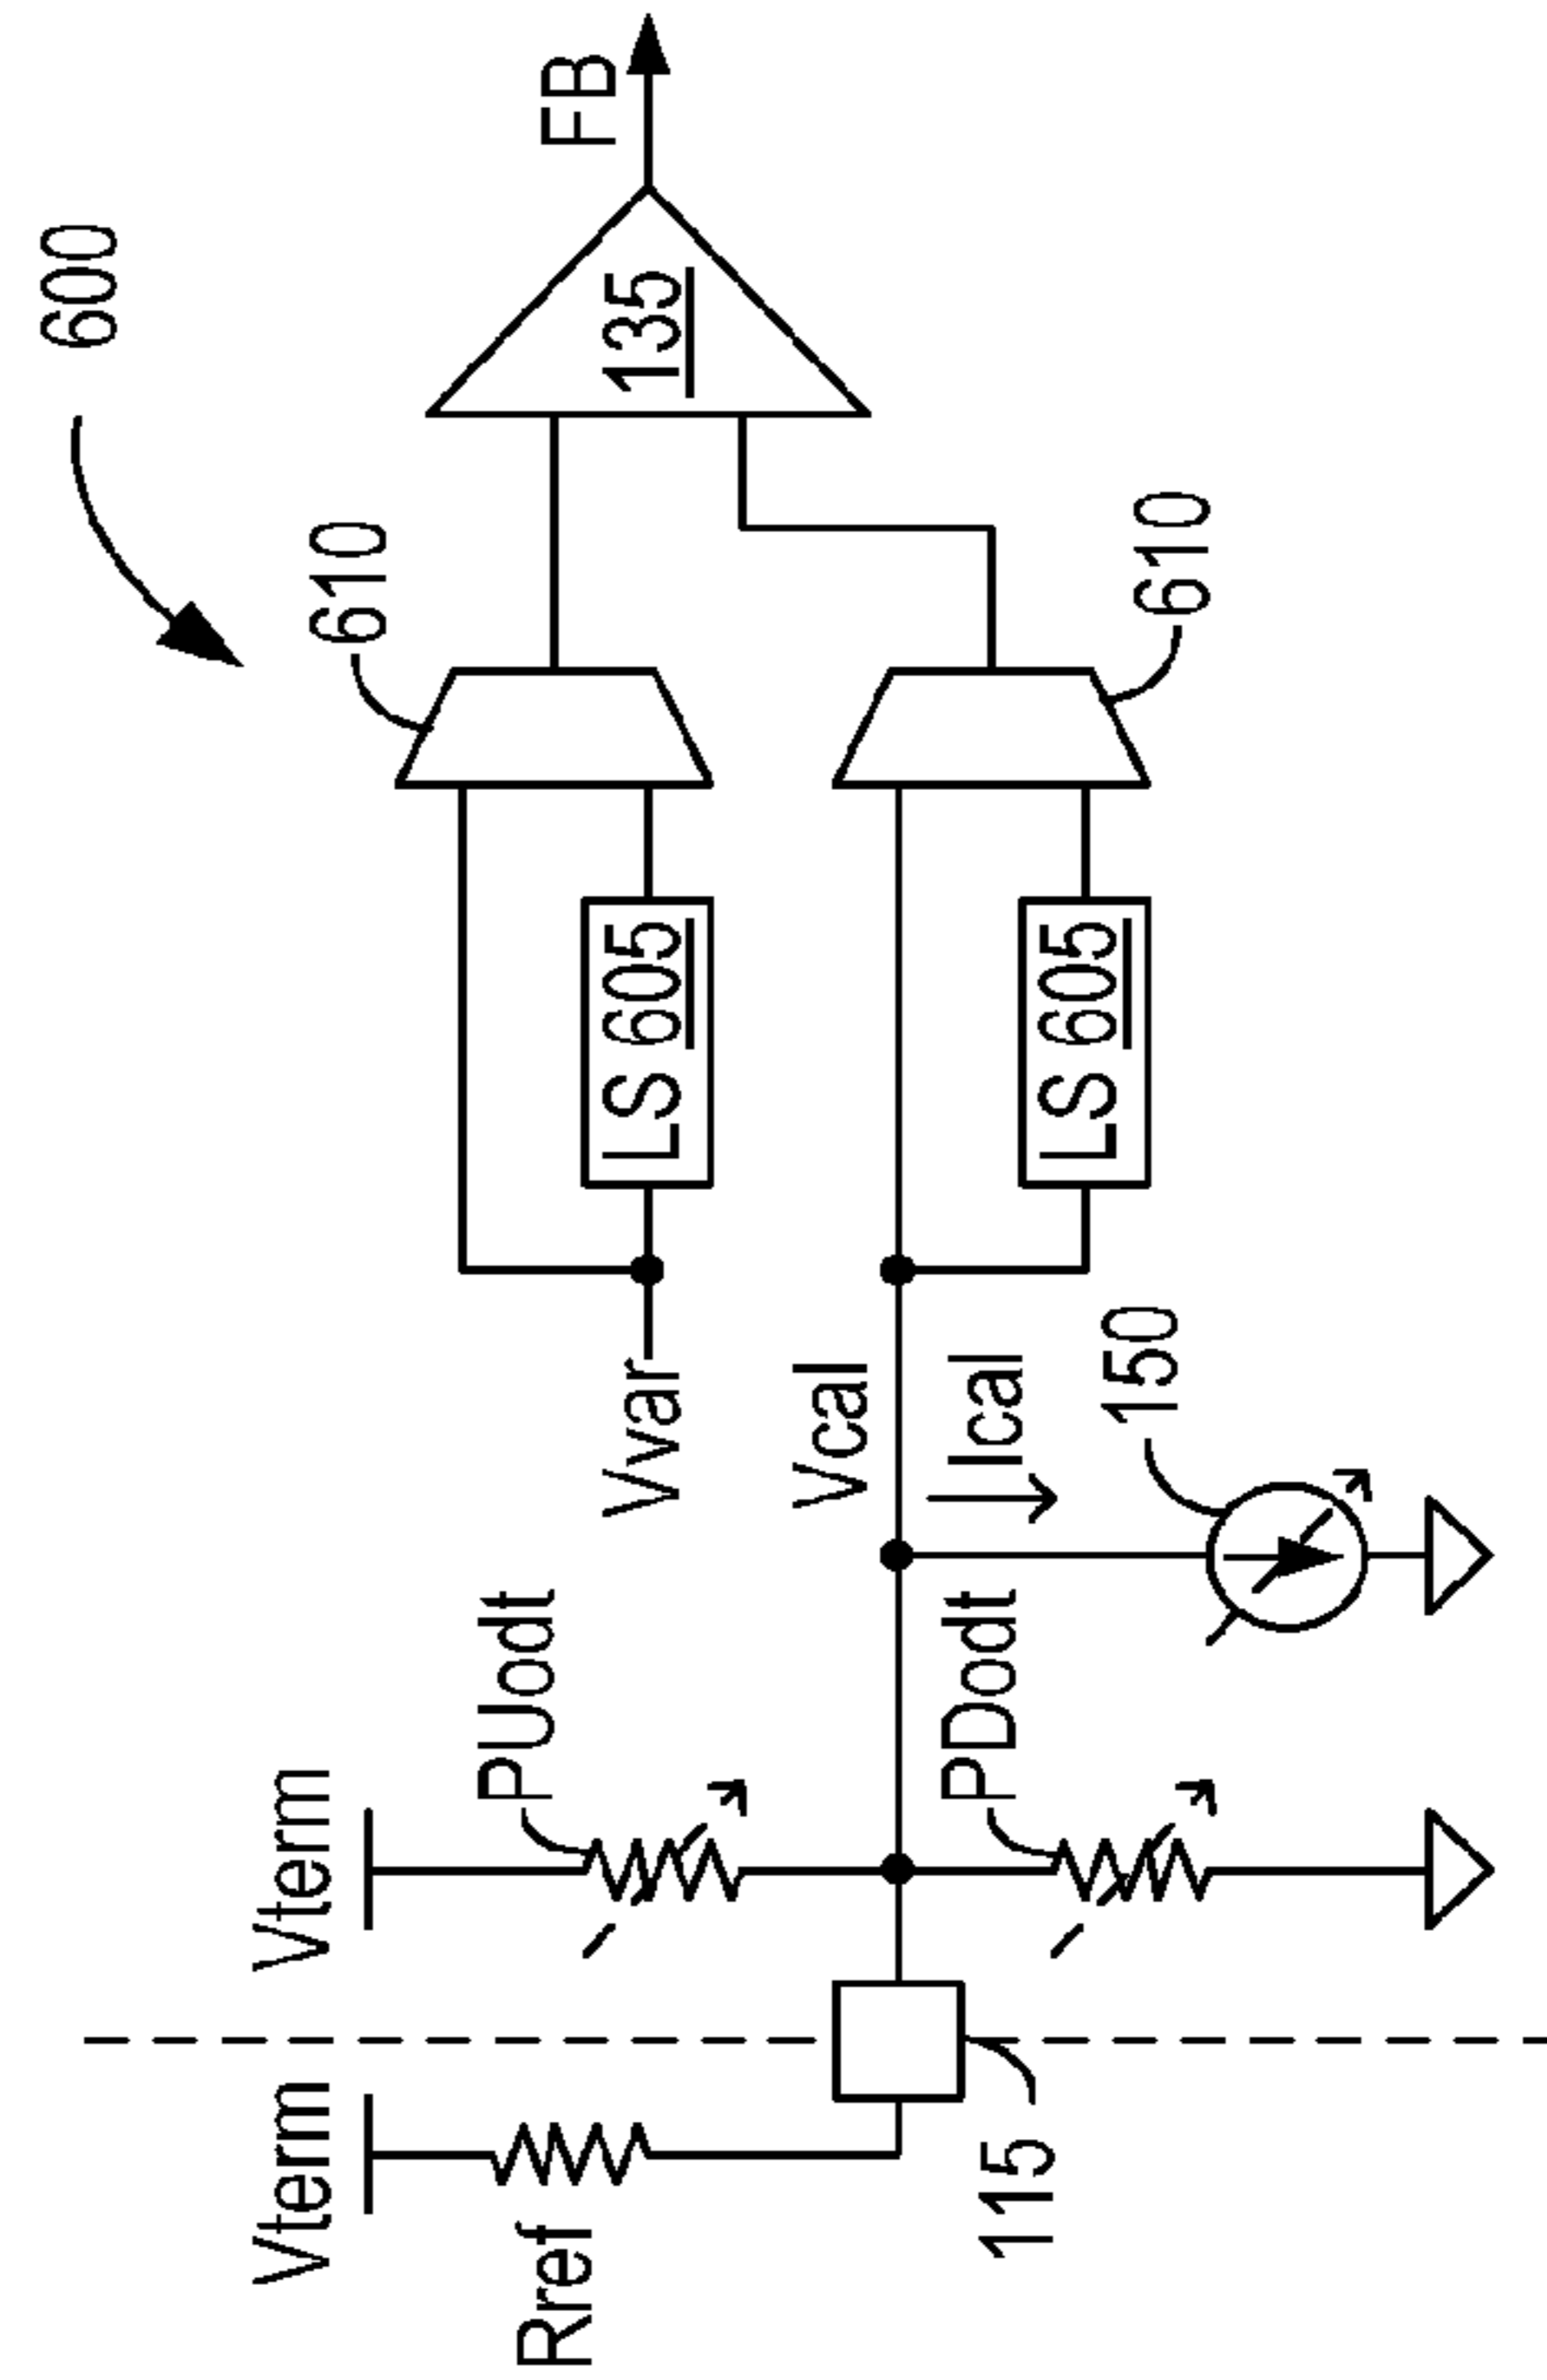 600
FB
135
610
610
LS 605
LS 605
Vvar
Vcal
Ical
150
PUodt
PDodt
Vterm
Vterm
Rref
115